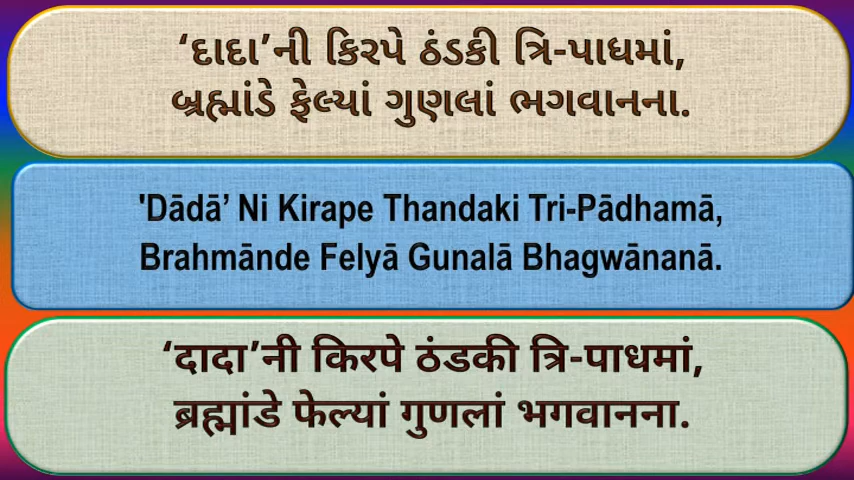 ‘દાદા’ની કિરપે ઠંડકી ત્રિ-પાધમાં,
બ્રહ્માંડે ફેલ્યાં ગુણલાં ભગવાનના.
'Dādā’ Ni Kirape Thandaki Tri-Pādhamā,
Brahmānde Felyā Gunalā Bhagwānanā.
‘दादा’नी किरपे ठंडकी त्रि-पाधमां,
ब्रह्मांडे फेल्यां गुणलां भगवानना.